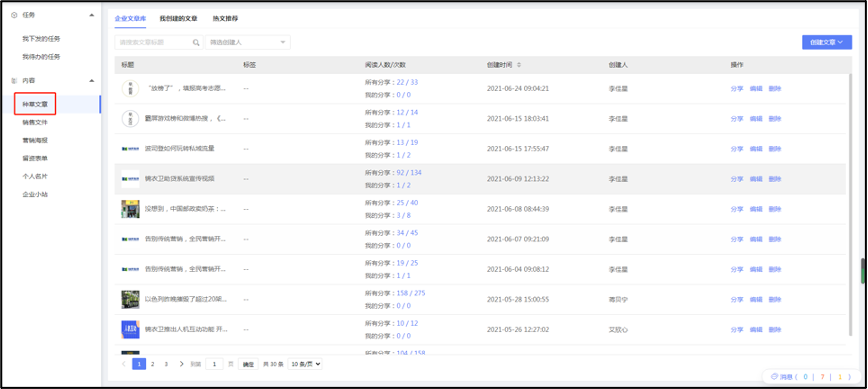 任务
我下发的任务
我待办的任务
内容
种草文章
销售文件
营销海报
留资表单
个人名片
企业小站
企业文章库 我创建的文章 热文推荐
请搜索文章标题 筛选创建人 创建文章
标题 标签 阅读人数/次数 创建时间 创建人 操作
“放榜了”，填报高考志愿... -- 所有分享：22 / 33 2021-06-24 09:04:21 李佳星 分享 编辑 删除
我的分享：0 / 0
霸屏游戏榜和微博热搜，《... -- 所有分享：12 / 14 2021-06-15 18:03:41 李佳星 分享 编辑 删除
我的分享：1 / 1
波司登如何玩转私域流量 -- 所有分享：13 / 19 2021-06-15 17:55:47 李佳星 分享 编辑 删除
我的分享：1 / 2
锦衣卫能贷系统宣传视频 -- 所有分享：92 / 134 2021-06-09 12:13:22 李佳星 分享 编辑 删除
我的分享：1 / 2
没想到，中国邮政卖奶茶：... -- 所有分享：25 / 40 2021-06-08 08:44:39 李佳星 分享 编辑 删除
我的分享：3 / 8
告别传统营销，全民营销开... -- 所有分享：34 / 45 2021-06-07 09:21:09 李佳星 分享 编辑 删除
我的分享：0 / 0
告别传统营销，全民营销开... -- 所有分享：19 / 25 2021-06-04 09:08:12 李佳星 分享 编辑 删除
我的分享：1 / 1
以色列炊晚摧毁了超过20架... -- 所有分享：158 / 275 2021-05-28 15:00:55 分享 编辑 删除
我的分享：0 / 0
锦衣卫推出人机互动功能 开... -- 所有分享：10 / 12 2021-05-26 12:27:02 艾欣心 分享 编辑 删除
我的分享：0 / 0
所有分享：104 / 158
1 2 3 到第 1 页 确定 共 30 条 10 条/页
消息 ( 0 | 7 | 1 )